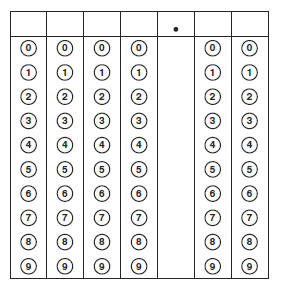 .
0 0 0 0 0 0
1 1 1 1 1 1
2 2 2 2 2 2
3 3 3 3 3 3
4 4 4 4 4 4
5 5 5 5 5 5
6 6 6 6 6 6
7 7 7 7 7 7
8 8 8 8 8 8
9 9 9 9 9 9